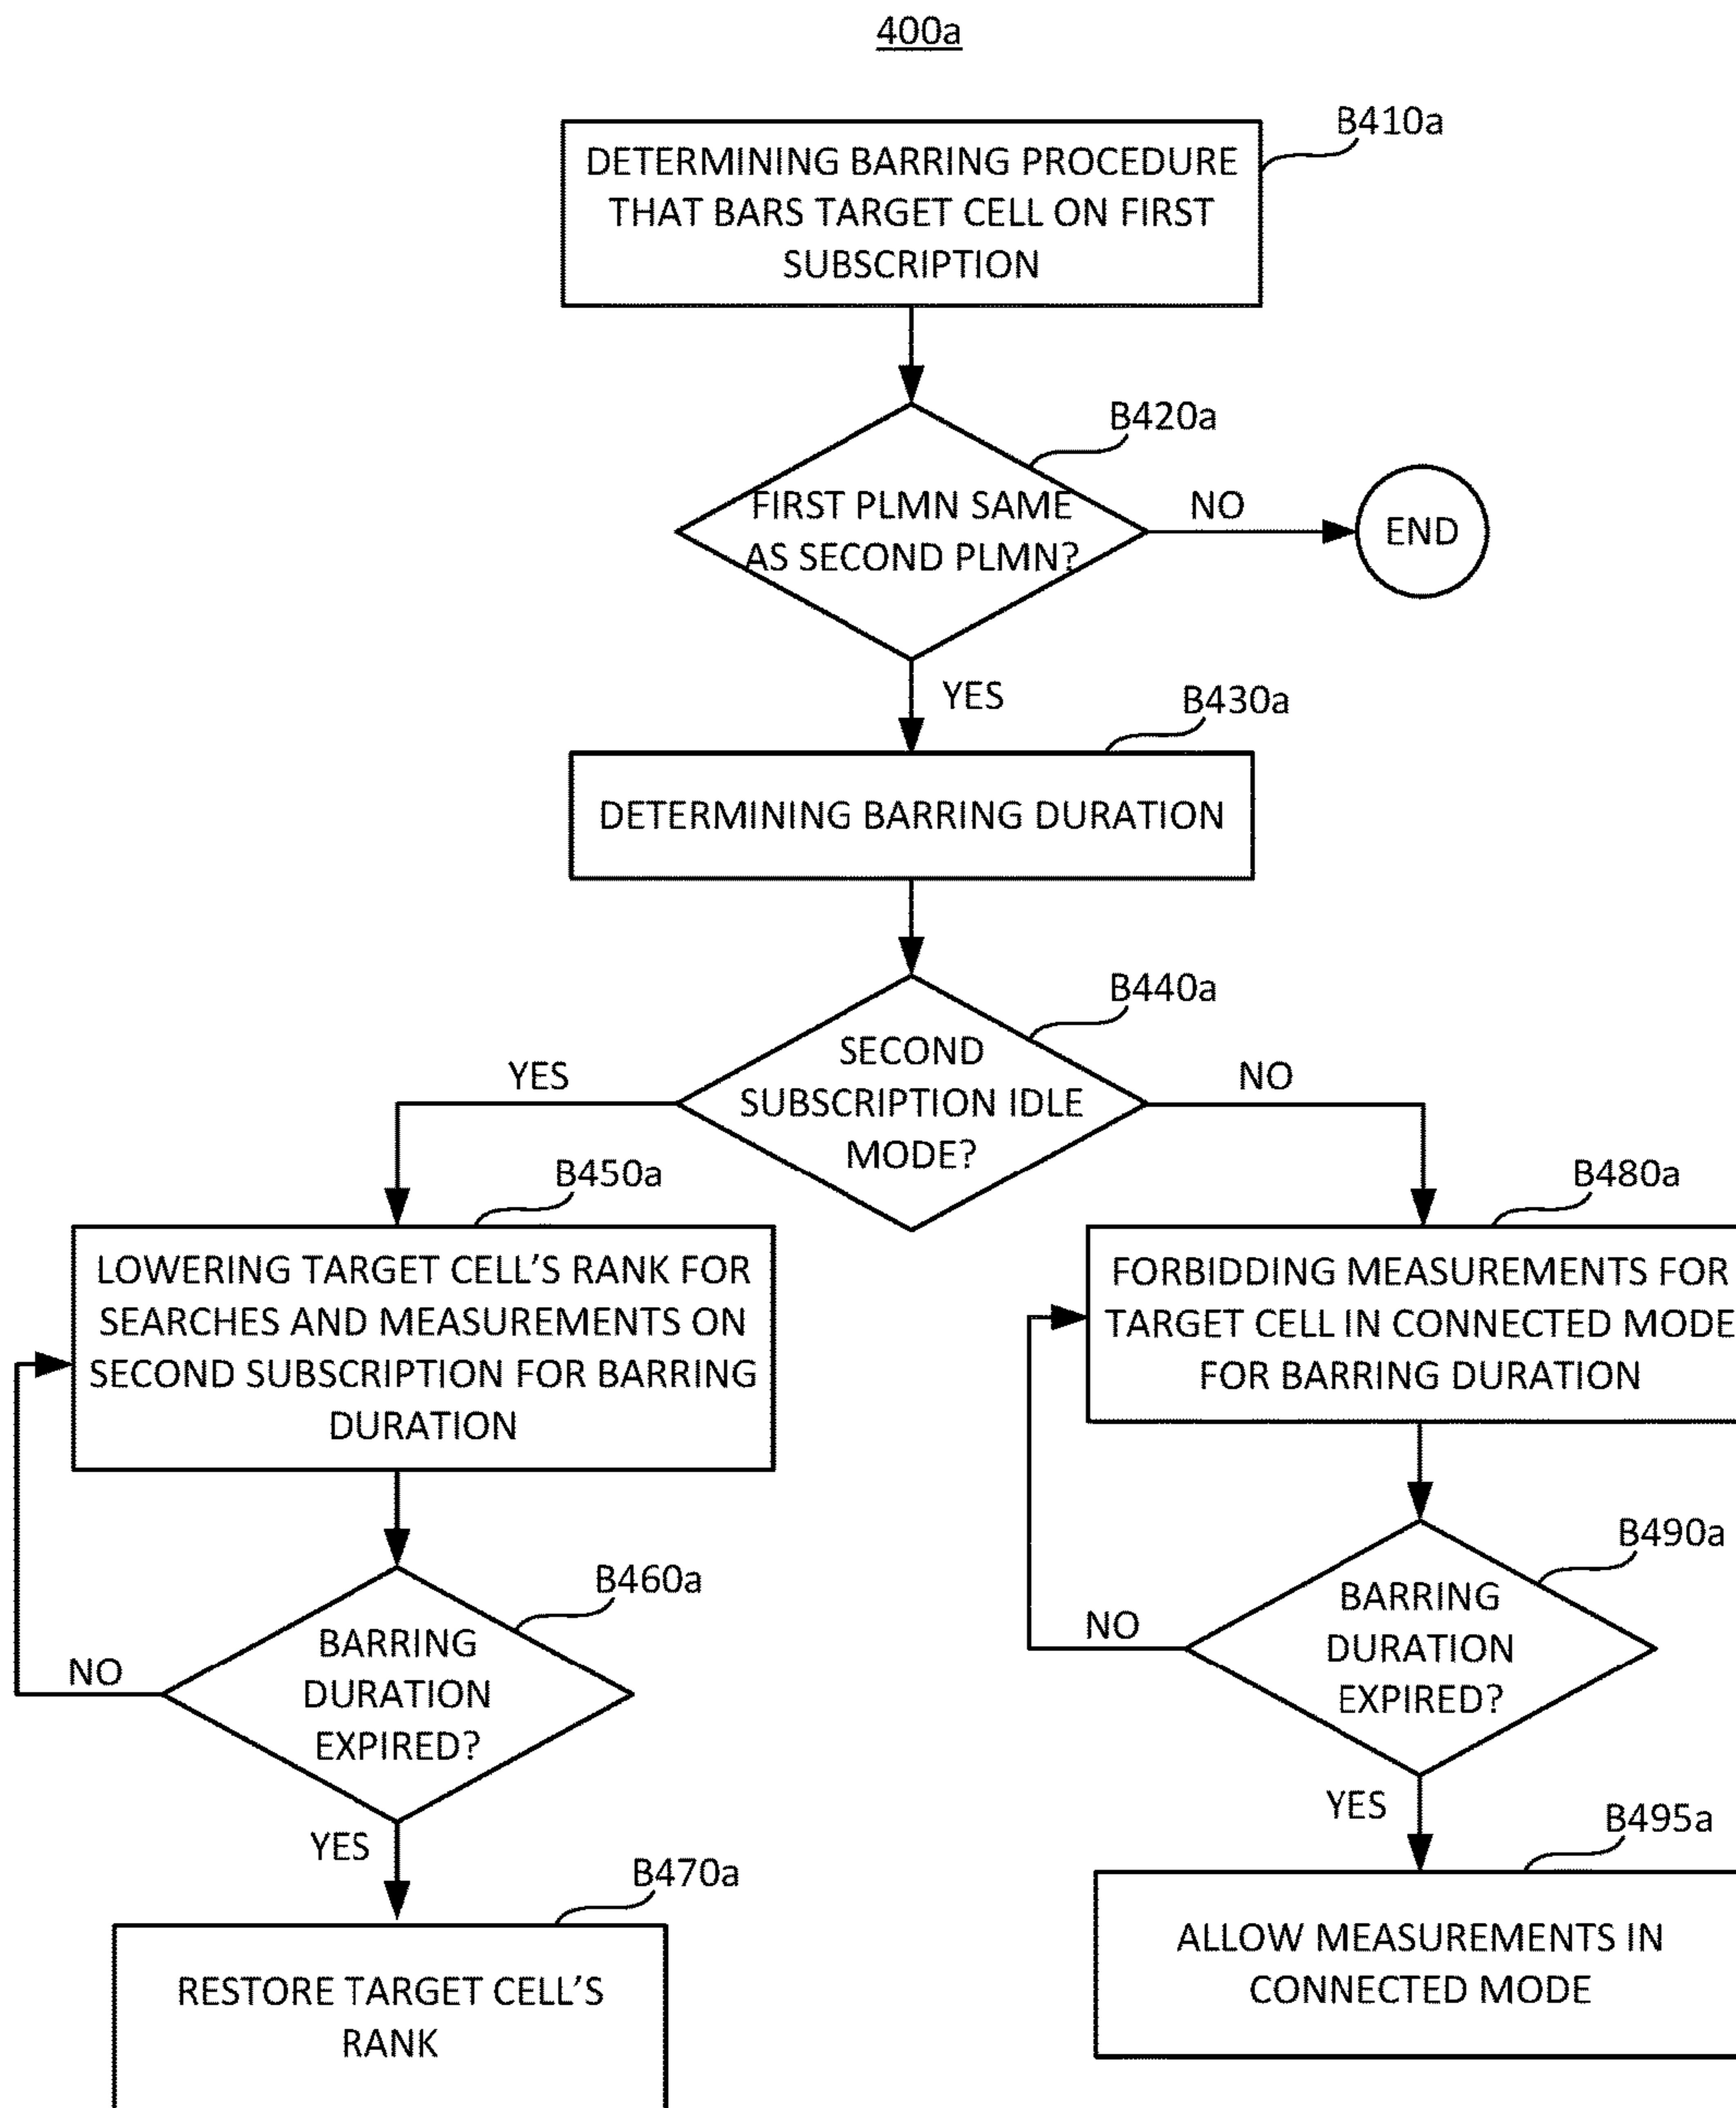 400a
B410a
DETERMINING BARRING PROCEDURE
THAT BARS TARGET CELL ON FIRST
SUBSCRIPTION
B420a
FIRST PLMN SAME
AS SECOND PLMN?
NO
END
YES
B430a
DETERMINING BARRING DURATION
B440a
SECOND
SUBSCRIPTION IDLE
MODE?
YES
NO
B450a
LOWERING TARGET CELL'S RANK FOR
SEARCHES AND MEASUREMENTS ON
SECOND SUBSCRIPTION FOR BARRING
DURATION
B480a
FORBIDDING MEASUREMENTS FOR
TARGET CELL IN CONNECTED MODE
FOR BARRING DURATION
B460a
BARRING
DURATION
EXPIRED?
NO
YES
B490a
BARRING
DURATION
EXPIRED?
NO
YES
B470a
RESTORE TARGET CELL'S
RANK
B495a
ALLOW MEASUREMENTS IN
CONNECTED MODE